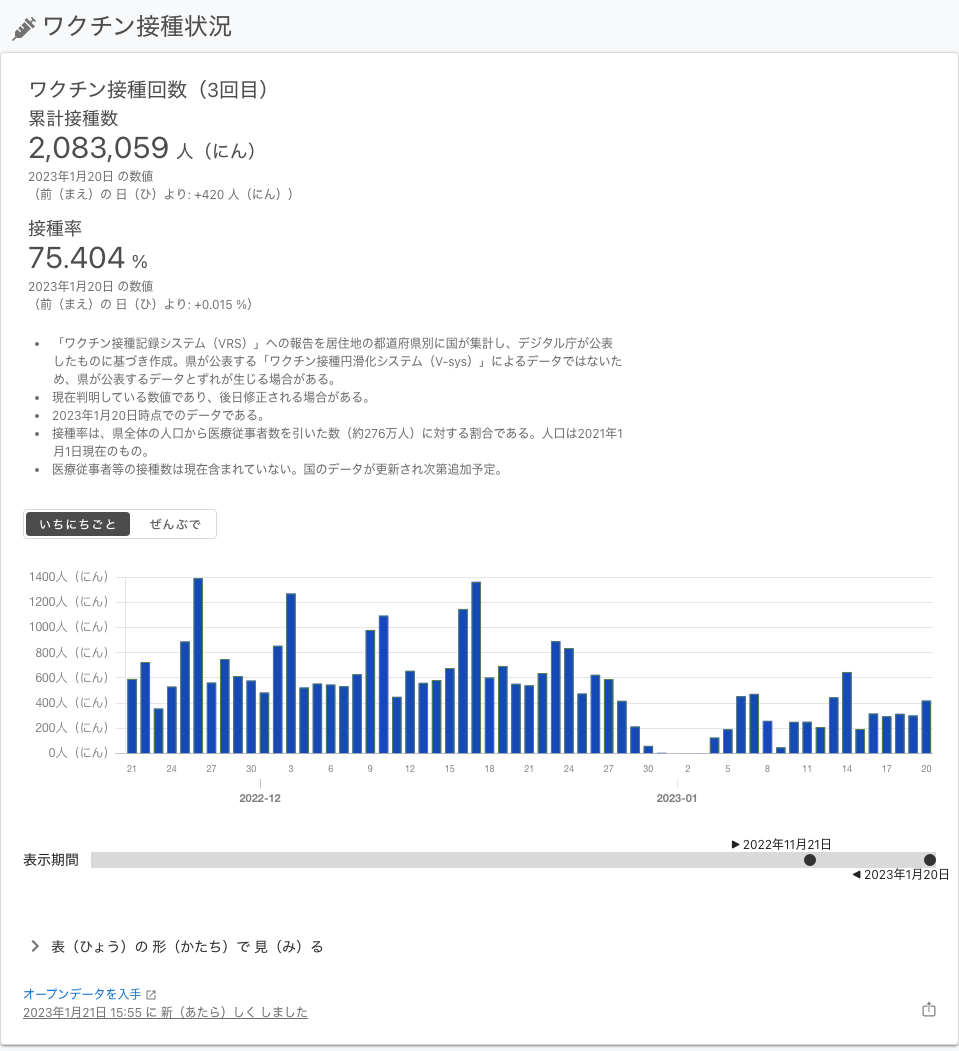 ワクチン接種状況
ワクチン接種回数（3回目）
累計接種数
2,083,059 人（にん）
2023年1月20日 の数値
（前（まえ）の 日（ひ）より: +420 人（にん））
接種率
75.404 %
2023年1月20日 の数値
（前（まえ）の 日（ひ）より: +0.015 %）
• 「ワクチン接種記録システム（VRS）」への報告を居住地の都道府県別に国が集計し、デジタル庁が公表
したものに基づき作成。県が公表する「ワクチン接種円滑化システム（V-sys）」によるデータではないた
め、県が公表するデータとずれが生じる場合がある。
• 現在判明している数値であり、後日修正される場合がある。
• 2023年1月20日時点でのデータである。
• 接種率は、県全体の人口から医療従事者数を引いた数（約276万人）に対する割合である。人口は2021年1
月1日現在のもの。
• 医療従事者等の接種数は現在含まれていない。国のデータが更新され次第追加予定。
いちにちごと ぜんぶで
1400人（にん）
1200人（にん）
1000人（にん）
800人（にん）
600人（にん）
400人（にん）
200人（にん）
0人（にん）
21 24 27 30 3 6 9 12 15 18 21 24 27 30 2 5 8 11 14 17 20
2022-12 2023-01
▶ 2022年11月21日
表示期間
◀ 2023年1月20日
表（ひょう）の 形（かたち）で 見（み）る
オープンデータを入手
2023年1月21日 15:55 に 新（あたら）しく しました